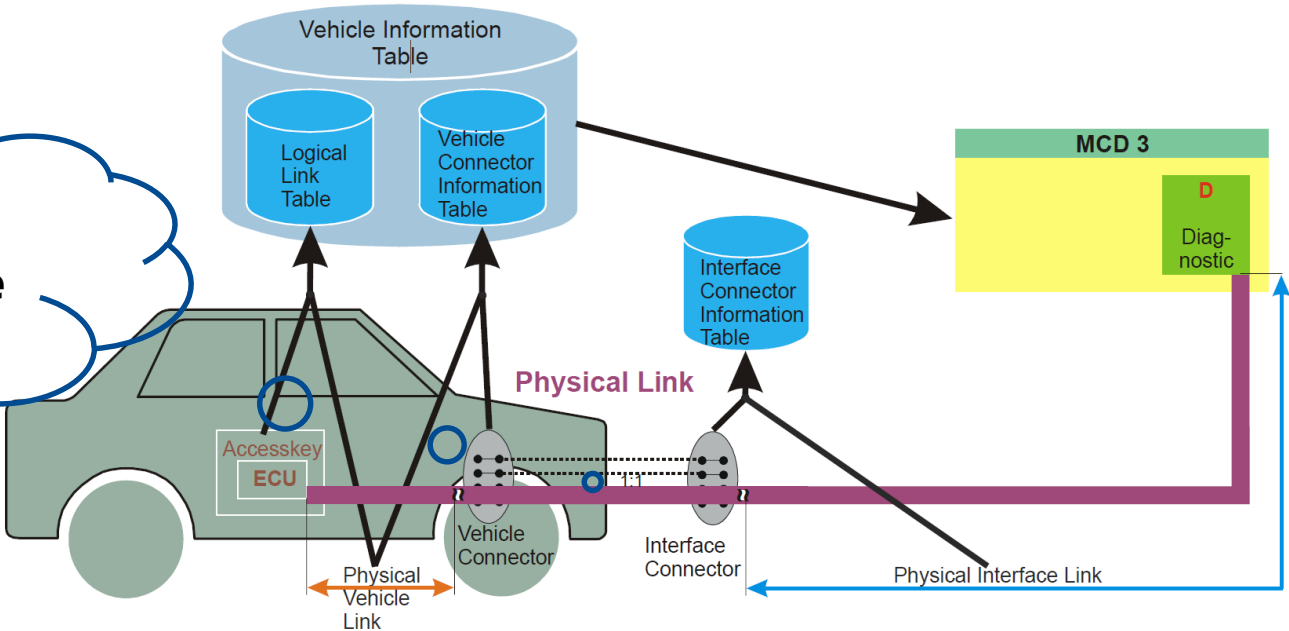 Vehicle Information
Table
Logical
Link
Table
Vehicle
Connector
Information
Table
MCD 3
D
Diag-
nostic
Interface
Connector
Information
Table
e
Physical Link
Accesskey
ECU
1:1
Vehicle
Connector
Interface
Connector
Physical
Vehicle
Link
Physical Interface Link